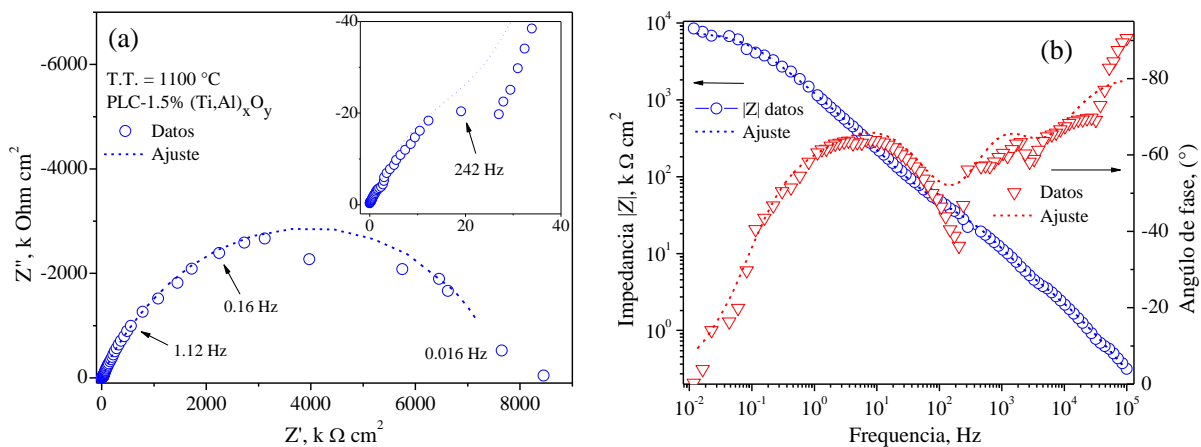 (a)
T.T. = 1100 °C
PLC-1.5% (Ti,Al)xOy
Datos
Ajuste
242 Hz
1.12 Hz
0.16 Hz
0.016 Hz
-6000
-4000
-2000
0
0 2000 4000 6000 8000
Z'', k Ohm cm²
Z', k Ω cm²
-40
-20
0
0 20 40
(b)
|Z| datos
Ajuste
Datos
Ajuste
10⁴
10³
10²
10¹
10⁰
10⁻² 10⁻¹ 10⁰ 10¹ 10² 10³ 10⁴ 10⁵
-80
-60
-40
-20
0
Impedancia |Z|, k Ω cm²
Frequencia, Hz
Angúlo de fase, (°)